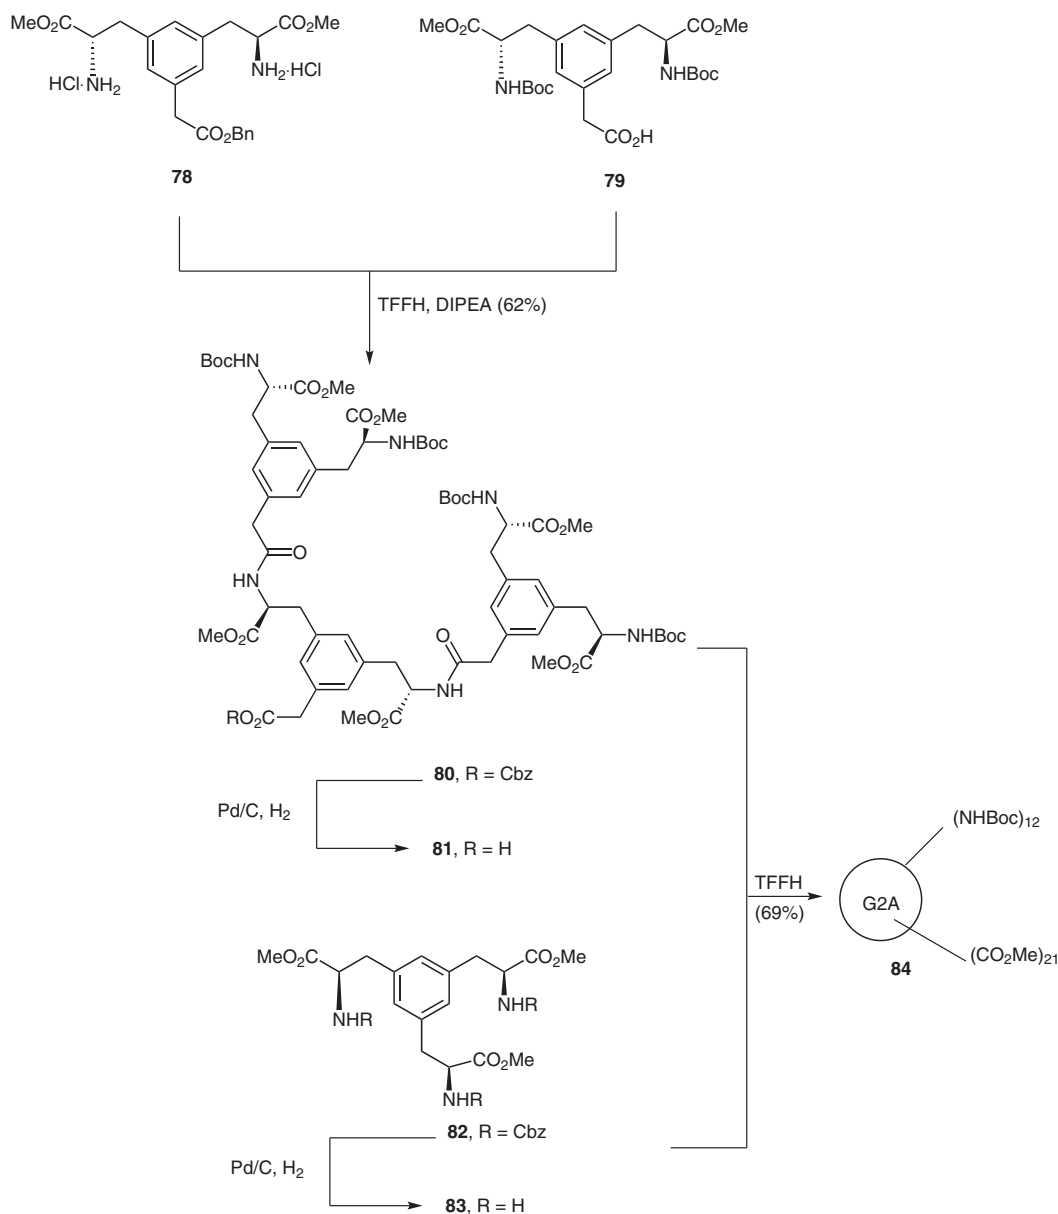 MeO₂C
CO₂Me
HCl·NH₂
NH₂·HCl
CO₂Bn
78
MeO₂C
CO₂Me
NHBoc
NHBoc
CO₂H
79
TFFH, DIPEA (62%)
BocHN
CO₂Me
CO₂Me
NHBoc
BocHN
CO₂Me
O
HN
MeO₂C
O
NHBoc
MeO₂C
N
H
RO₂C
MeO₂C
80, R = Cbz
Pd/C, H₂
81, R = H
(NHBoc)₁₂
TFFH
G2A
(69%)
(CO₂Me)₂₁
84
MeO₂C
CO₂Me
NHR
NHR
CO₂Me
NHR
82, R = Cbz
Pd/C, H₂
83, R = H